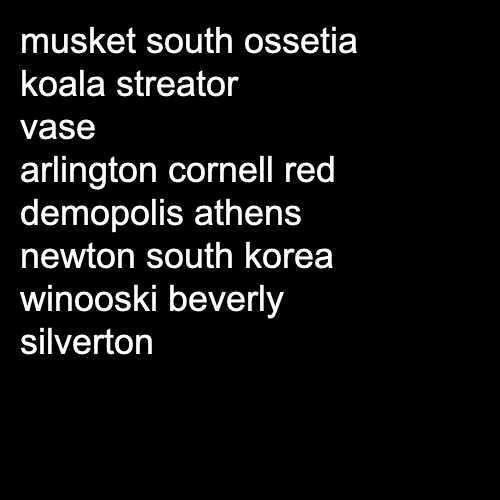 musket south ossetia
koala streator
vase
arlington cornell red
demopolis athens
newton south korea
winooski beverly
silverton